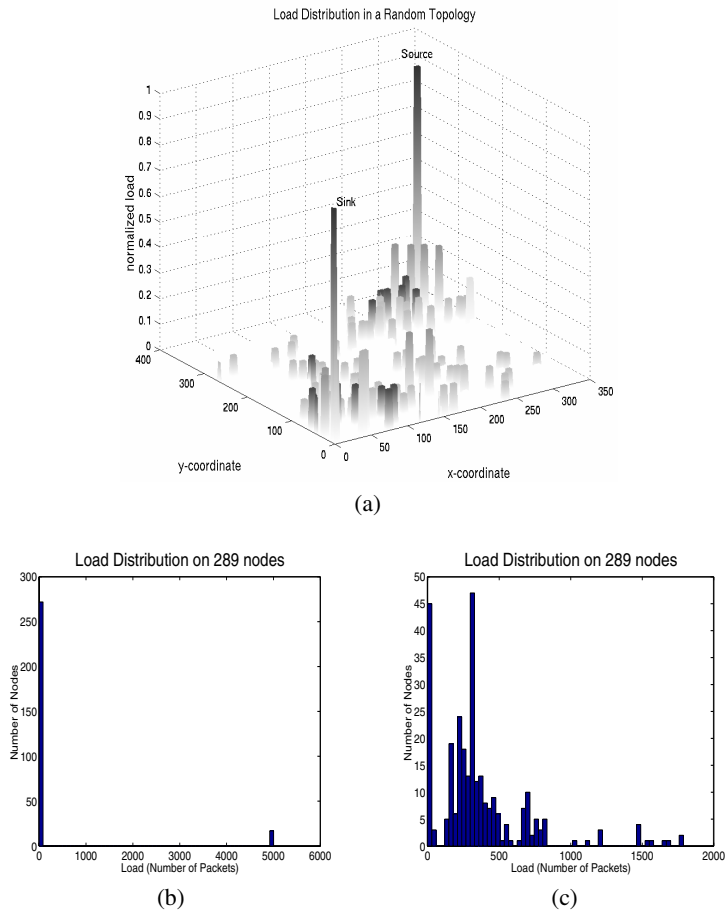 Load Distribution in a Random Topology
Source
Sink
normalized load
1
0.9
0.8
0.7
0.6
0.5
0.4
0.3
0.2
0.1
0
400
300
200
100
0
y-coordinate
0
50
100
150
200
250
300
350
x-coordinate
(a)
Load Distribution on 289 nodes
Number of Nodes
300
250
200
150
100
50
0
0 1000 2000 3000 4000 5000 6000
Load (Number of Packets)
(b)
Load Distribution on 289 nodes
Number of Nodes
50
45
40
35
30
25
20
15
10
5
0
0 500 1000 1500 2000
Load (Number of Packets)
(c)